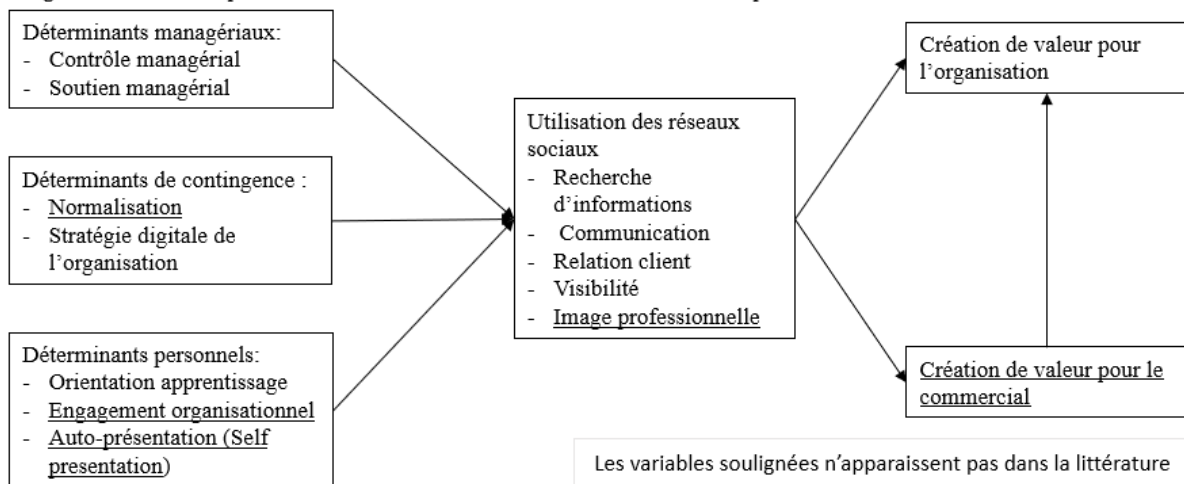 Déterminants managériaux:
- Contrôle managérial
- Soutien managérial
Déterminants de contingence :
- Normalisation
- Stratégie digitale de
l'organisation
Déterminants personnels:
- Orientation apprentissage
- Engagement organisationnel
- Auto-présentation (Self
presentation)
Utilisation des réseaux
sociaux
- Recherche
d'informations
- Communication
- Relation client
- Visibilité
- Image professionnelle
Création de valeur pour
l'organisation
Création de valeur pour le
commercial
Les variables soulignées n'apparaissent pas dans la littérature